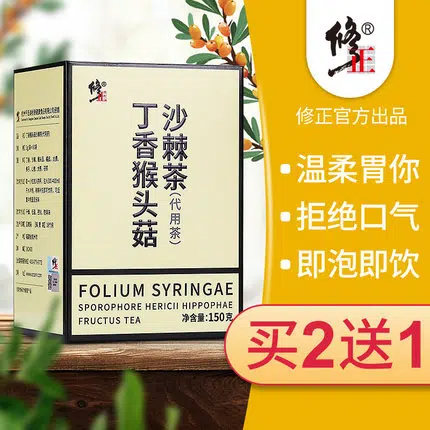 修正®
修正官方出品
温柔胃你
拒绝口气
即泡即饮
买2送1
修正
丁香猴头菇
沙棘茶(代用茶)
FOLIUM SYRINGAE
SPOROPHORE HERICII HIPPOPHAE
FRUCTUS TEA
净含量:150克